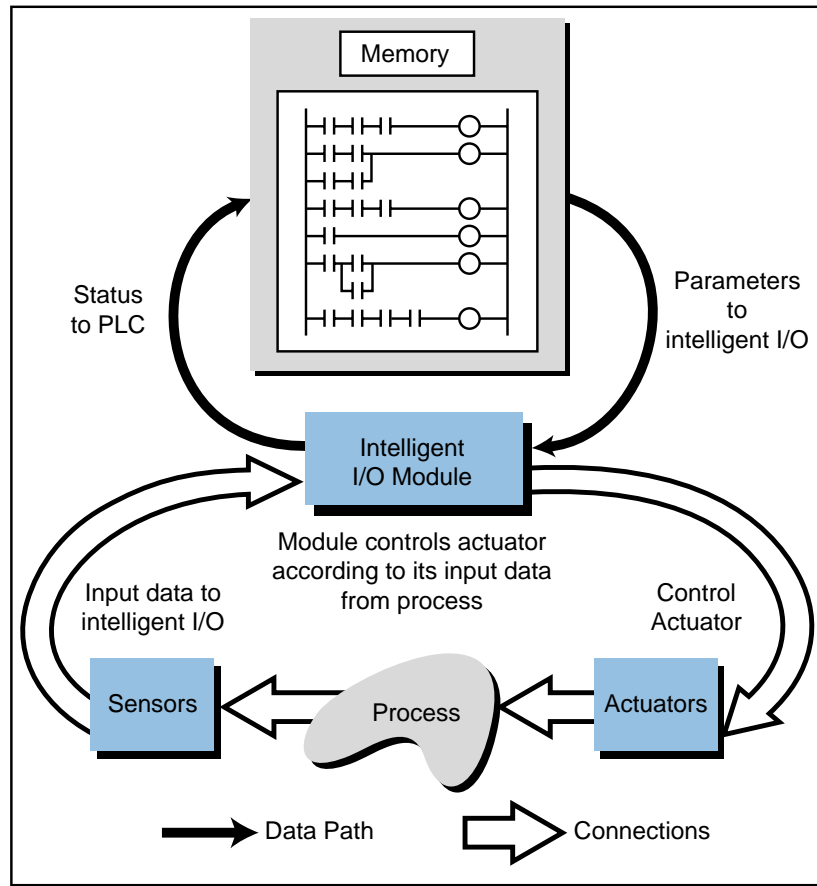 Memory
Status
to PLC
Parameters
to
intelligent I/O
Intelligent
I/O Module
Module controls actuator
according to its input data
from process
Input data to
intelligent I/O
Control
Actuator
Sensors
Process
Actuators
Data Path
Connections